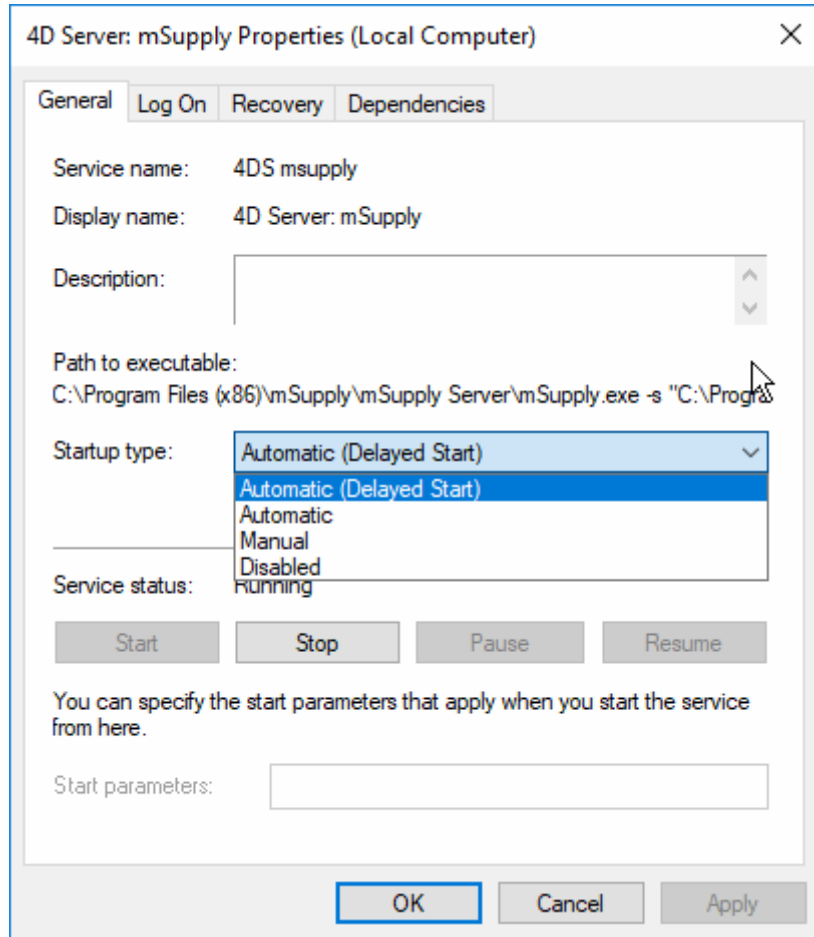 4D Server: mSupply Properties (Local Computer)
General Log On Recovery Dependencies
Service name: 4DS msupply
Display name: 4D Server: mSupply
Description:
Path to executable:
C:\Program Files (x86)\mSupply\mSupply Server\mSupply.exe -s "C:\Progra
Startup type: Automatic (Delayed Start)
Automatic (Delayed Start)
Automatic
Manual
Disabled
Service status: Running
Start Stop Pause Resume
You can specify the start parameters that apply when you start the service
from here.
Start parameters:
OK Cancel Apply